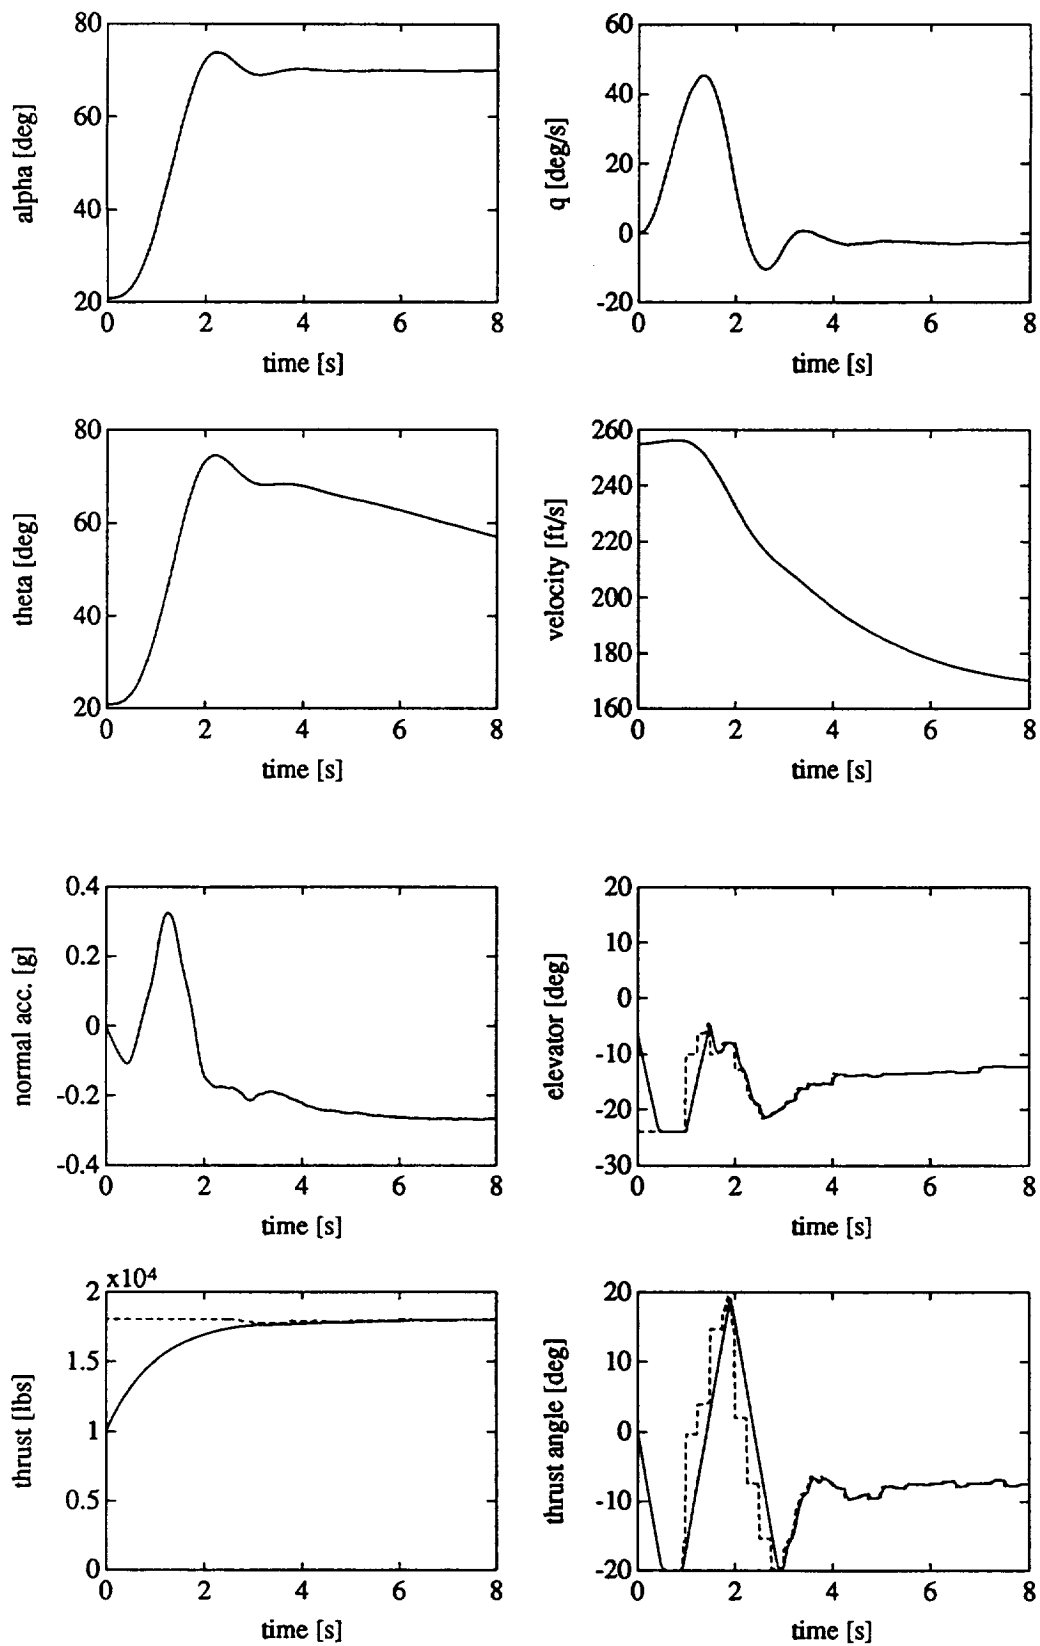 80
60
40
20
0 2 4 6 8
alpha [deg]
time [s]
60
40
20
0
-20
0 2 4 6 8
q [deg/s]
time [s]
80
60
40
20
0 2 4 6 8
theta [deg]
time [s]
260
240
220
200
180
160
0 2 4 6 8
velocity [ft/s]
time [s]
0.4
0.2
0
-0.2
-0.4
0 2 4 6 8
normal acc. [g]
time [s]
20
10
0
-10
-20
-30
0 2 4 6 8
elevator [deg]
time [s]
2 x10⁴
1.5
1
0.5
0
0 2 4 6 8
thrust [lbs]
time [s]
20
10
0
-10
-20
0 2 4 6 8
thrust angle [deg]
time [s]